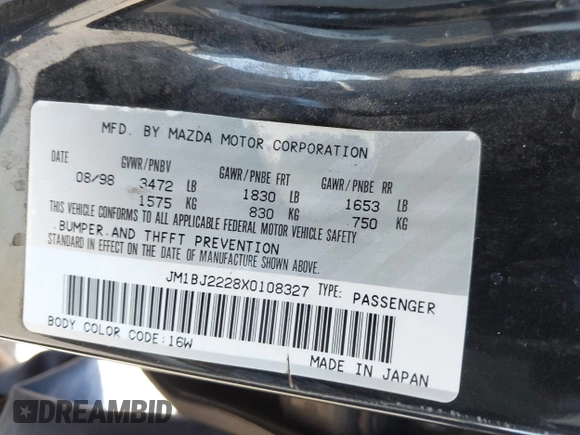 MFD. BY MAZDA MOTOR CORPORATION
DATE GVWR/PNBV GAWR/PNBE FRT GAWR/PNBE RR
08/98 3472 LB 1830 LB 1653 LB
1575 KG 830 KG 750 KG
THIS VEHICLE CONFORMS TO ALL APPLICABLE FEDERAL MOTOR VEHICLE SAFETY
BUMPER AND THFFT PREVENTION
STANDARD IN EFFECT ON THE DATE OF MANUFACTURE SHOWN ABOVE.
JM1BJ2228X0108327 TYPE: PASSENGER
BODY COLOR CODE:16W
MADE IN JAPAN
DREAMBID